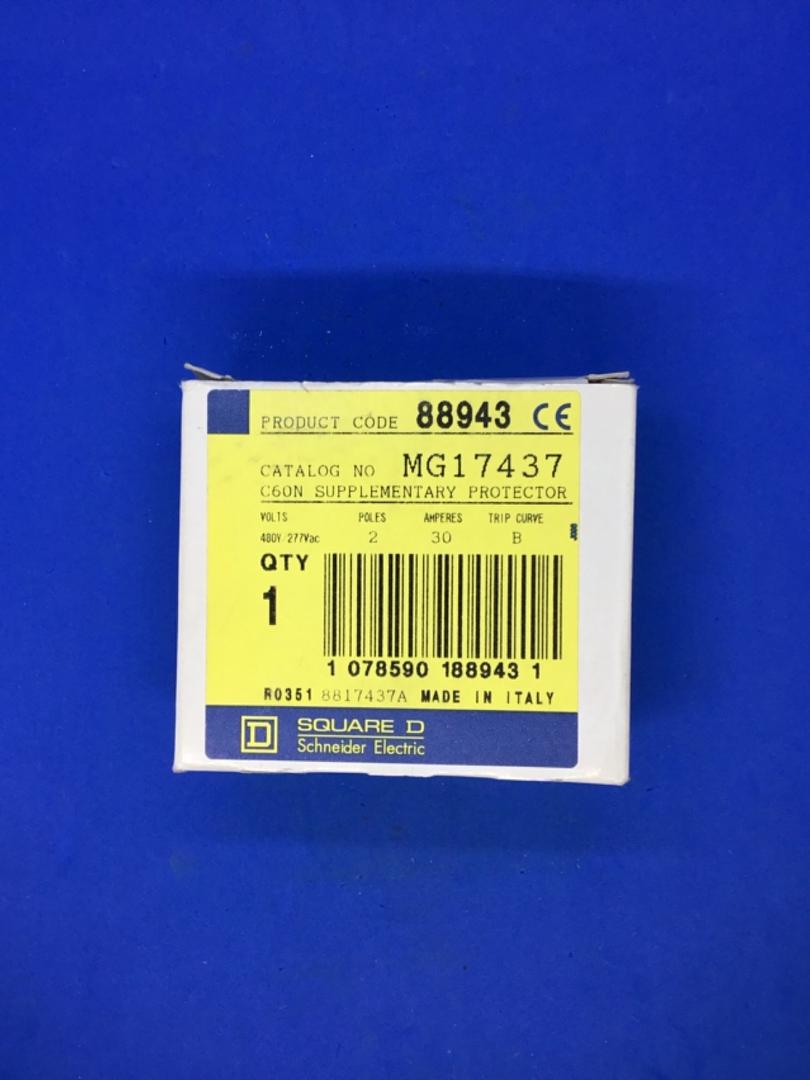 PRODUCT CODE 88943 CE
CATALOG NO MG17437
C60N SUPPLEMENTARY PROTECTOR
VOLTS POLES AMPERES TRIP CURVE
480Y/277Vac 2 30 B
QTY
1
1 078590 188943 1
R0351 8817437A MADE IN ITALY
SQUARE D
Schneider Electric